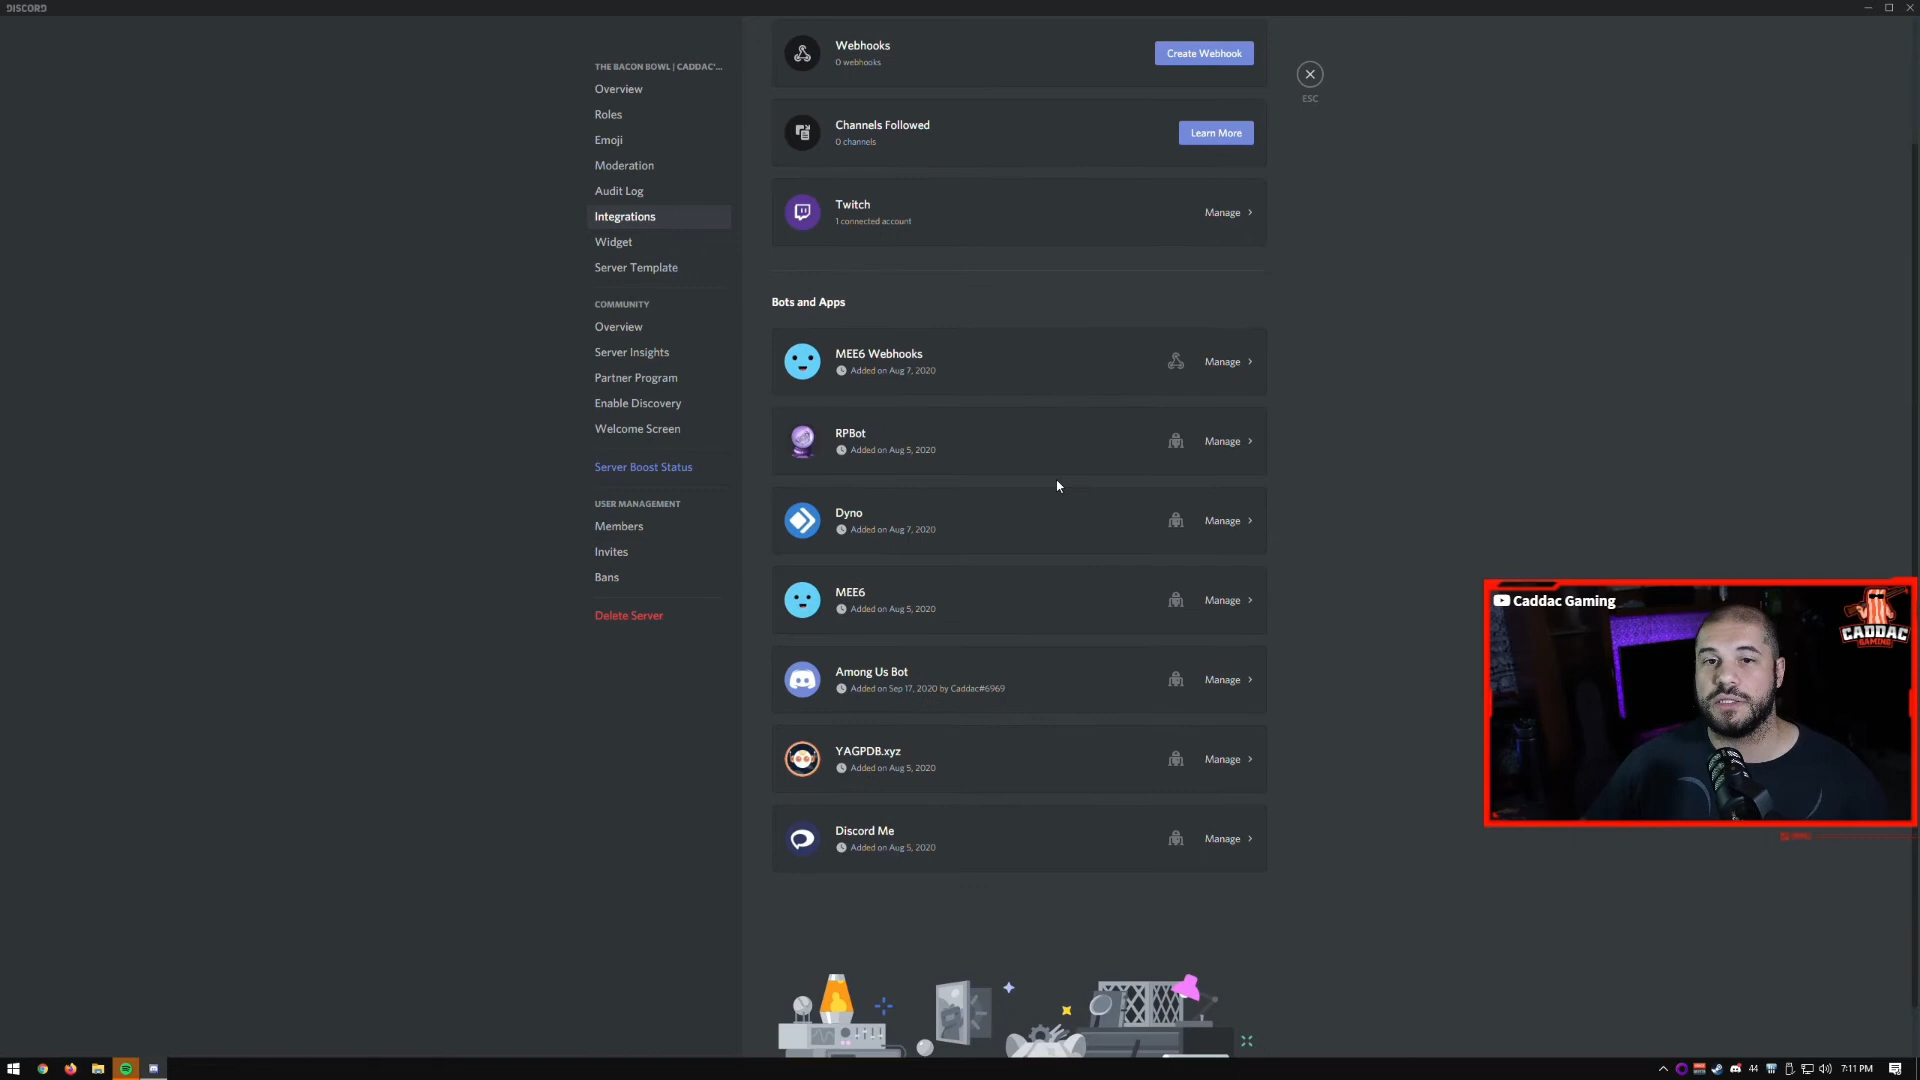 DISCORD
THE BACON BOWL | CADDAC'...
Overview
Roles
Emoji
Moderation
Audit Log
Integrations
Widget
Server Template
COMMUNITY
Overview
Server Insights
Partner Program
Enable Discovery
Welcome Screen
Server Boost Status
USER MANAGEMENT
Members
Invites
Bans
Delete Server
Webhooks
0 webhooks
Create Webhook
Channels Followed
0 channels
Learn More
Twitch
1 connected account
Manage
Bots and Apps
MEE6 Webhooks
Added on Aug 7, 2020
Manage
RPBot
Added on Aug 5, 2020
Manage
Dyno
Added on Aug 7, 2020
Manage
MEE6
Added on Aug 5, 2020
Manage
Among Us Bot
Added on Sep 17, 2020 by Caddac#6969
Manage
YAGPDB.xyz
Added on Aug 5, 2020
Manage
Discord Me
Added on Aug 5, 2020
Manage
ESC
Caddac Gaming
CADDAC
GAMING
44
7:11 PM